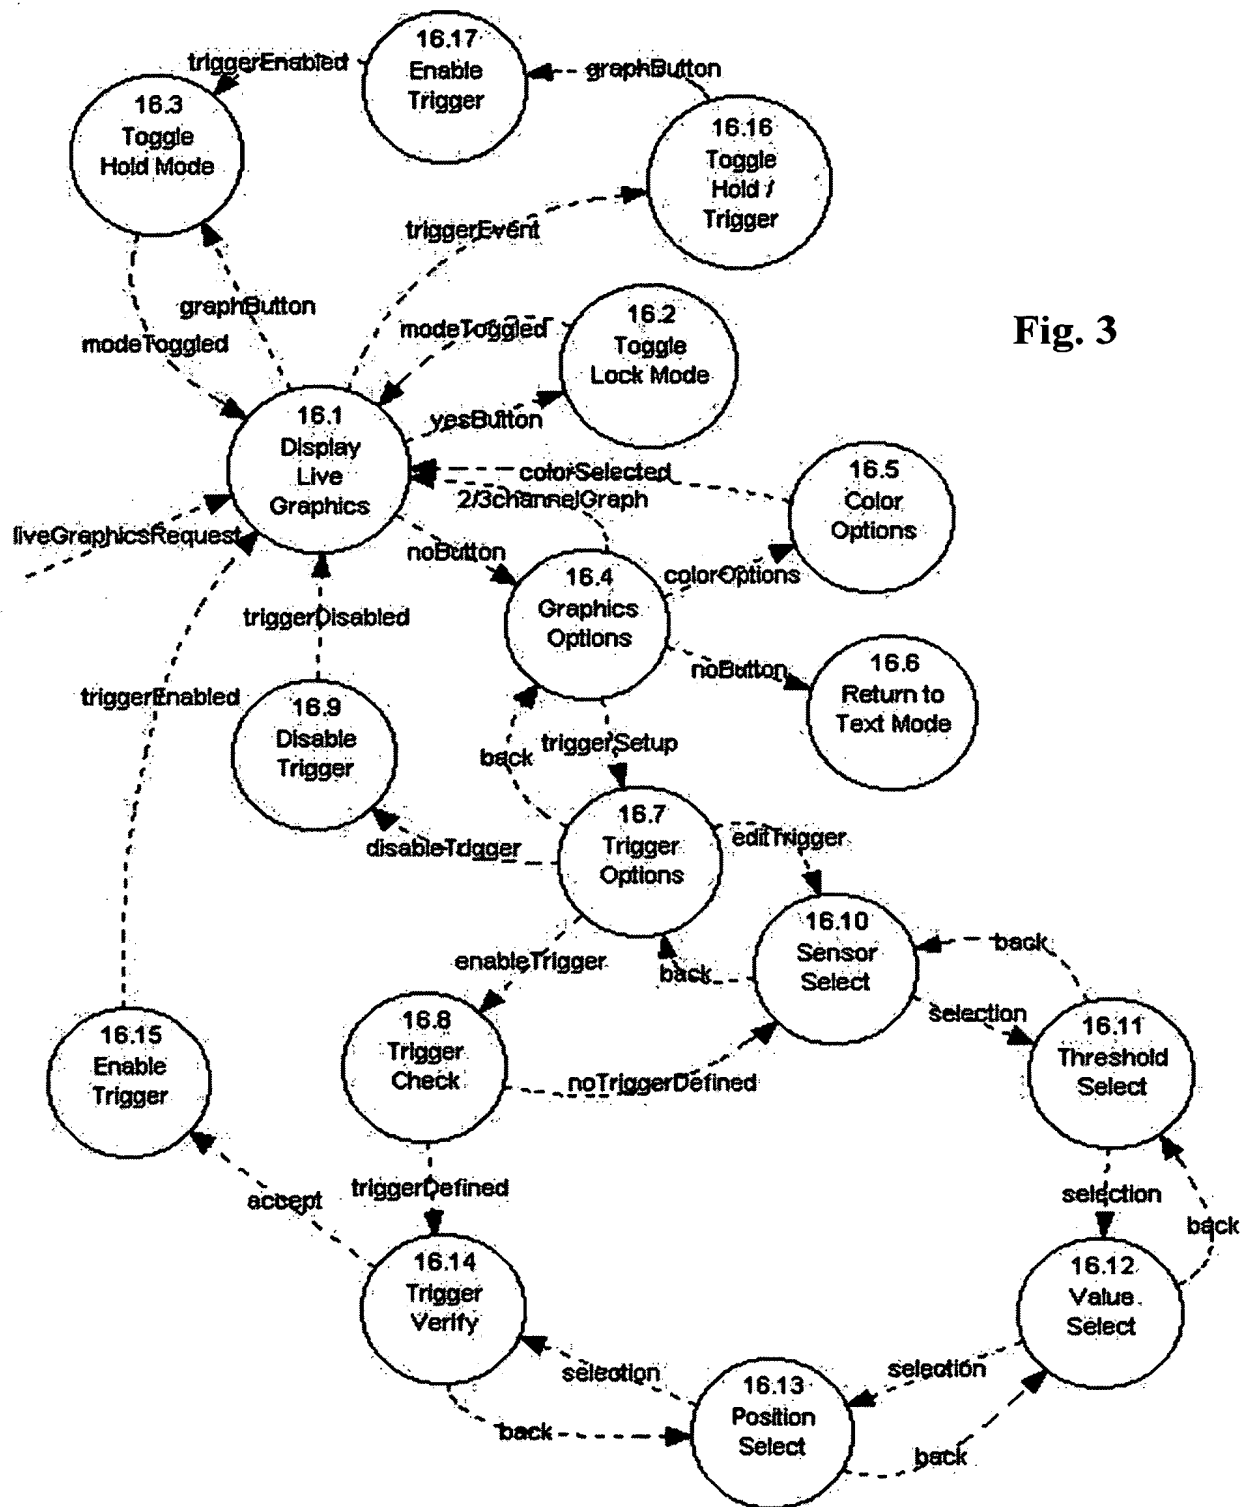 16.17
Enable
Trigger
triggerEnabled
graphButton
16.3
Toggle
Hold Mode
16.16
Toggle
Hold /
Trigger
triggerEvent
graphButton
modeToggled
modeToggled
16.2
Toggle
Lock Mode
Fig. 3
yesButton
16.1
Display
Live
Graphics
colorSelected
2/3channelGraph
16.5
Color
Options
liveGraphicsRequest
noButton
16.4
Graphics
Options
colorOptions
triggerDisabled
noButton
16.6
Return to
Text Mode
triggerEnabled
16.9
Disable
Trigger
back
triggerSetup
16.7
Trigger
Options
editTrigger
disableTrigger
16.10
Sensor
Select
back
enableTrigger
back
selection
16.8
Trigger
Check
16.11
Threshold
Select
16.15
Enable
Trigger
noTriggerDefined
triggerDefined
accept
selection
back
16.14
Trigger
Verify
16.12
Value
Select
selection
selection
16.13
Position
Select
back
back